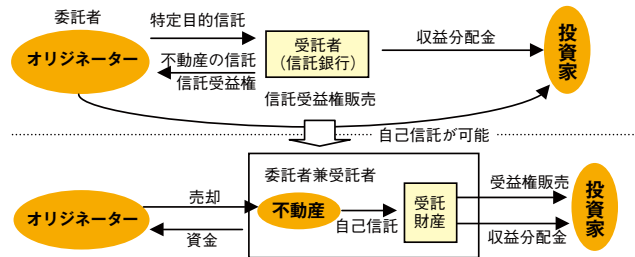 委託者
オリジネーター
特定目的信託
不動産の信託
信託受益権
受託者
(信託銀行)
収益分配金
投資家
信託受益権販売
自己信託が可能
委託者兼受託者
オリジネーター
売却
資金
不動産
自己信託
受託
財産
受益権販売
収益分配金
投資家